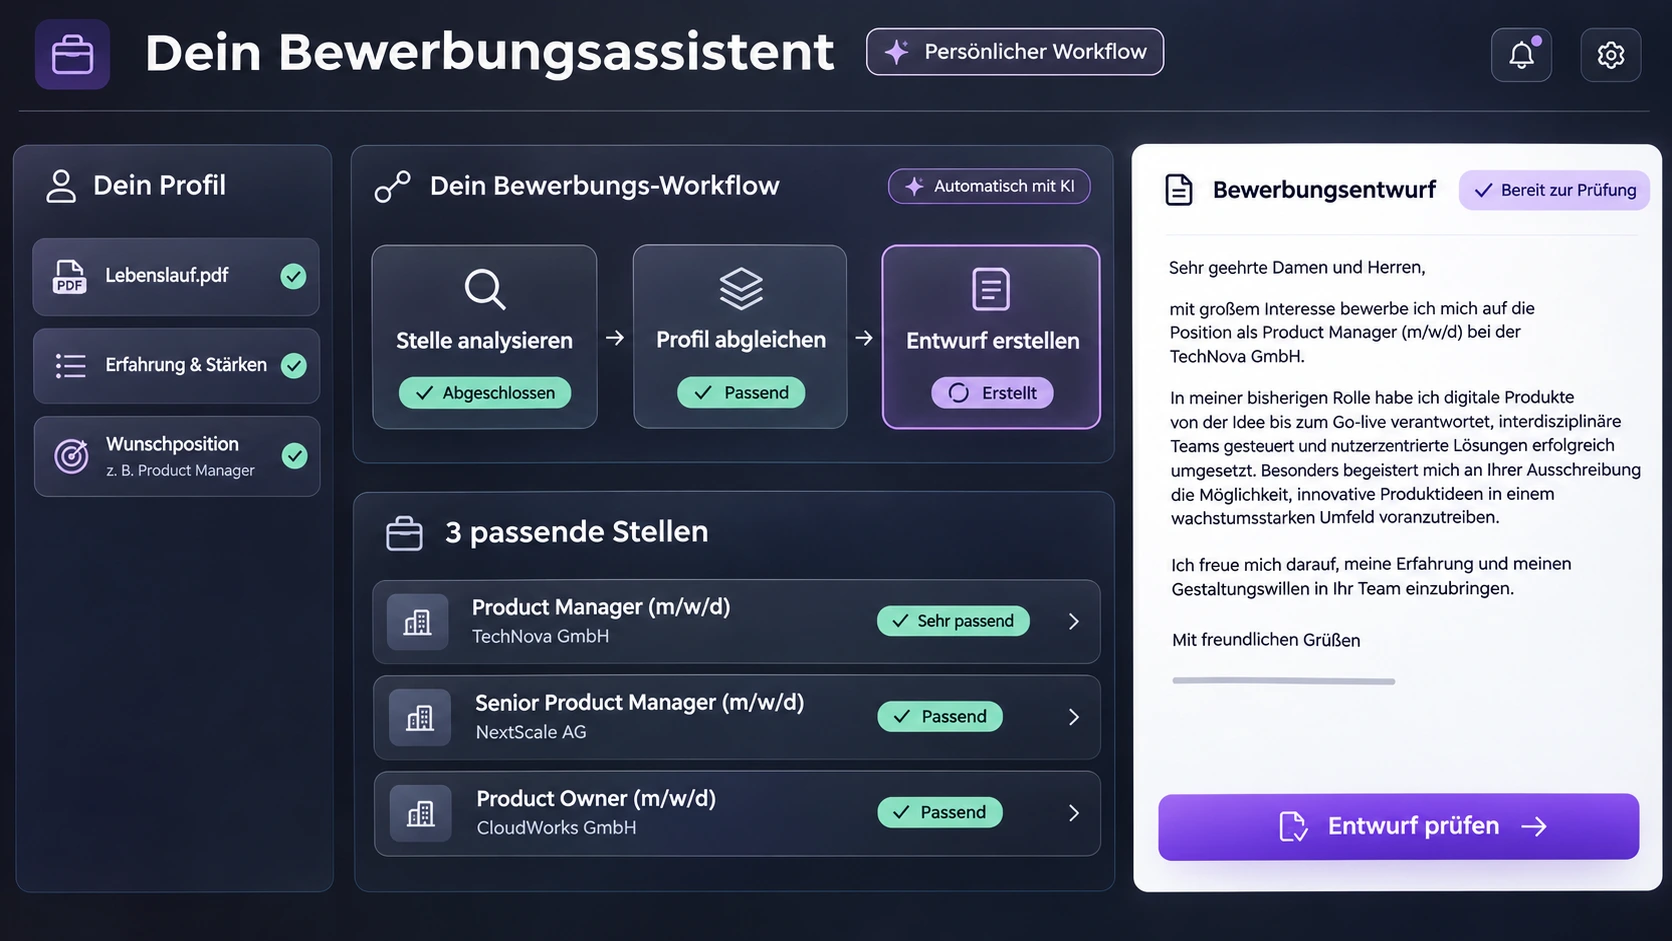 Dein Bewerbungsassistent
Persönlicher Workflow
Dein Profil
PDF
Lebenslauf.pdf
Erfahrung & Stärken
Wunschposition
z. B. Product Manager
Dein Bewerbungs-Workflow
Automatisch mit KI
Stelle analysieren
Abgeschlossen
Profil abgleichen
Passend
Entwurf erstellen
Erstellt
3 passende Stellen
Product Manager (m/w/d)
TechNova GmbH
Sehr passend
Senior Product Manager (m/w/d)
NextScale AG
Passend
Product Owner (m/w/d)
CloudWorks GmbH
Passend
Bewerbungsentwurf
Bereit zur Prüfung
Sehr geehrte Damen und Herren,
mit großem Interesse bewerbe ich mich auf die
Position als Product Manager (m/w/d) bei der
TechNova GmbH.
In meiner bisherigen Rolle habe ich digitale Produkte
von der Idee bis zum Go-live verantwortet, interdisziplinäre
Teams gesteuert und nutzerzentrierte Lösungen erfolgreich
umgesetzt. Besonders begeistert mich an Ihrer Ausschreibung
die Möglichkeit, innovative Produktideen in einem
wachstumsstarken Umfeld voranzutreiben.
Ich freue mich darauf, meine Erfahrung und meinen
Gestaltungswillen in Ihr Team einzubringen.
Mit freundlichen Grüßen
Entwurf prüfen